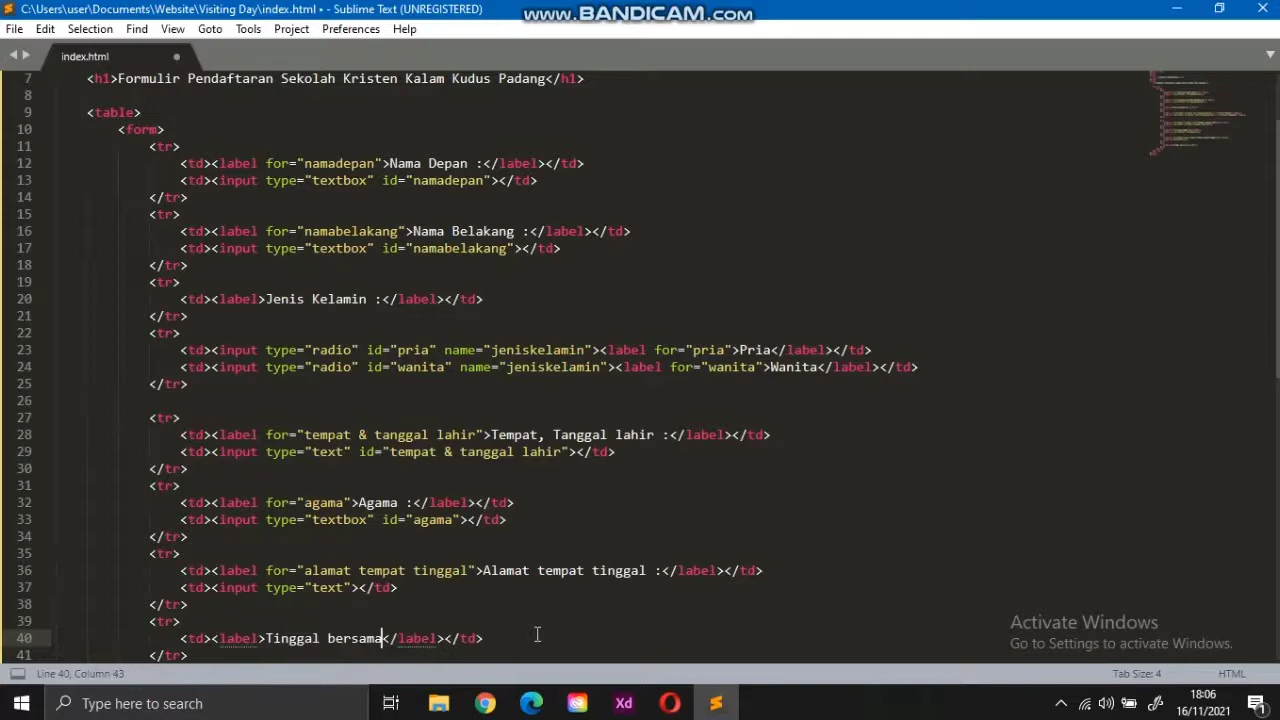 C:\Users\user\Documents\Website\Visiting Day\index.html • - Sublime Text (UNREGISTERED)
www.BANDICAM.com
File Edit Selection Find View Goto Tools Project Preferences Help
index.html
7 <h1>Formulir Pendaftaran Sekolah Kristen Kalam Kudus Padang</h1>
8
9 <table>
10 <form>
11 <tr>
12 <td><label for="namadepan">Nama Depan :</label></td>
13 <td><input type="textbox" id="namadepan"></td>
14 </tr>
15 <tr>
16 <td><label for="namabelakang">Nama Belakang :</label></td>
17 <td><input type="textbox" id="namabelakang"></td>
18 </tr>
19 <tr>
20 <td><label>Jenis Kelamin :</label></td>
21 </tr>
22 <tr>
23 <td><input type="radio" id="pria" name="jeniskelamin"><label for="pria">Pria</label></td>
24 <td><input type="radio" id="wanita" name="jeniskelamin"><label for="wanita">Wanita</label></td>
25 </tr>
26
27 <tr>
28 <td><label for="tempat & tanggal lahir">Tempat, Tanggal lahir :</label></td>
29 <td><input type="text" id="tempat & tanggal lahir"></td>
30 </tr>
31 <tr>
32 <td><label for="agama">Agama :</label></td>
33 <td><input type="textbox" id="agama"></td>
34 </tr>
35 <tr>
36 <td><label for="alamat tempat tinggal">Alamat tempat tinggal :</label></td>
37 <td><input type="text"></td>
38 </tr>
39 <tr>
40 <td><label>Tinggal bersama</label></td>
41 </tr>
Activate Windows
Go to Settings to activate Windows.
Line 40, Column 43 Tab Size: 4 HTML
Type here to search
Xd
18:06
16/11/2021
1